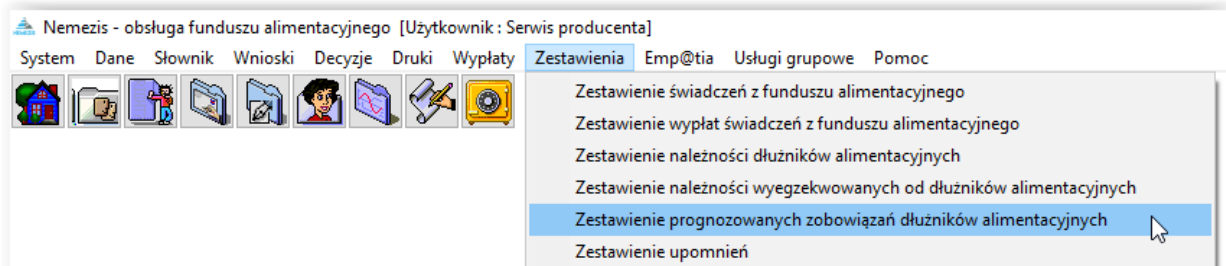 Nemezis - obsługa funduszu alimentacyjnego [Użytkownik : Serwis producenta]
System Dane Słownik Wnioski Decyzje Druki Wypłaty Zestawienia Emp@tia Usługi grupowe Pomoc
Zestawienie świadczeń z funduszu alimentacyjnego
Zestawienie wypłat świadczeń z funduszu alimentacyjnego
Zestawienie należności dłużników alimentacyjnych
Zestawienie należności wyegzekwowanych od dłużników alimentacyjnych
Zestawienie prognozowanych zobowiązań dłużników alimentacyjnych
Zestawienie upomnień